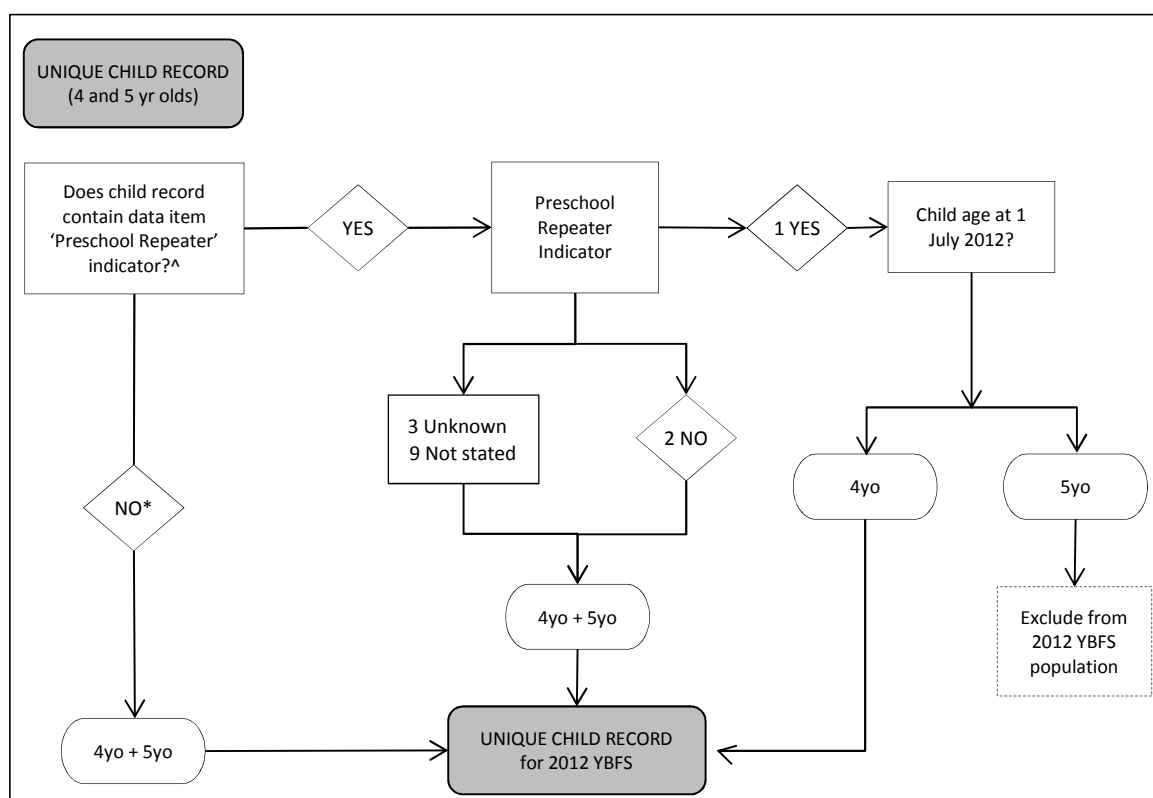 UNIQUE CHILD RECORD
(4 and 5 yr olds)
Does child record
contain data item
‘Preschool Repeater’
indicator?^
YES
Preschool
Repeater
Indicator
1 YES
Child age at 1
July 2012?
3 Unknown
9 Not stated
2 NO
4yo
5yo
NO*
4yo + 5yo
Exclude from
2012 YBFS
population
4yo + 5yo
UNIQUE CHILD RECORD
for 2012 YBFS